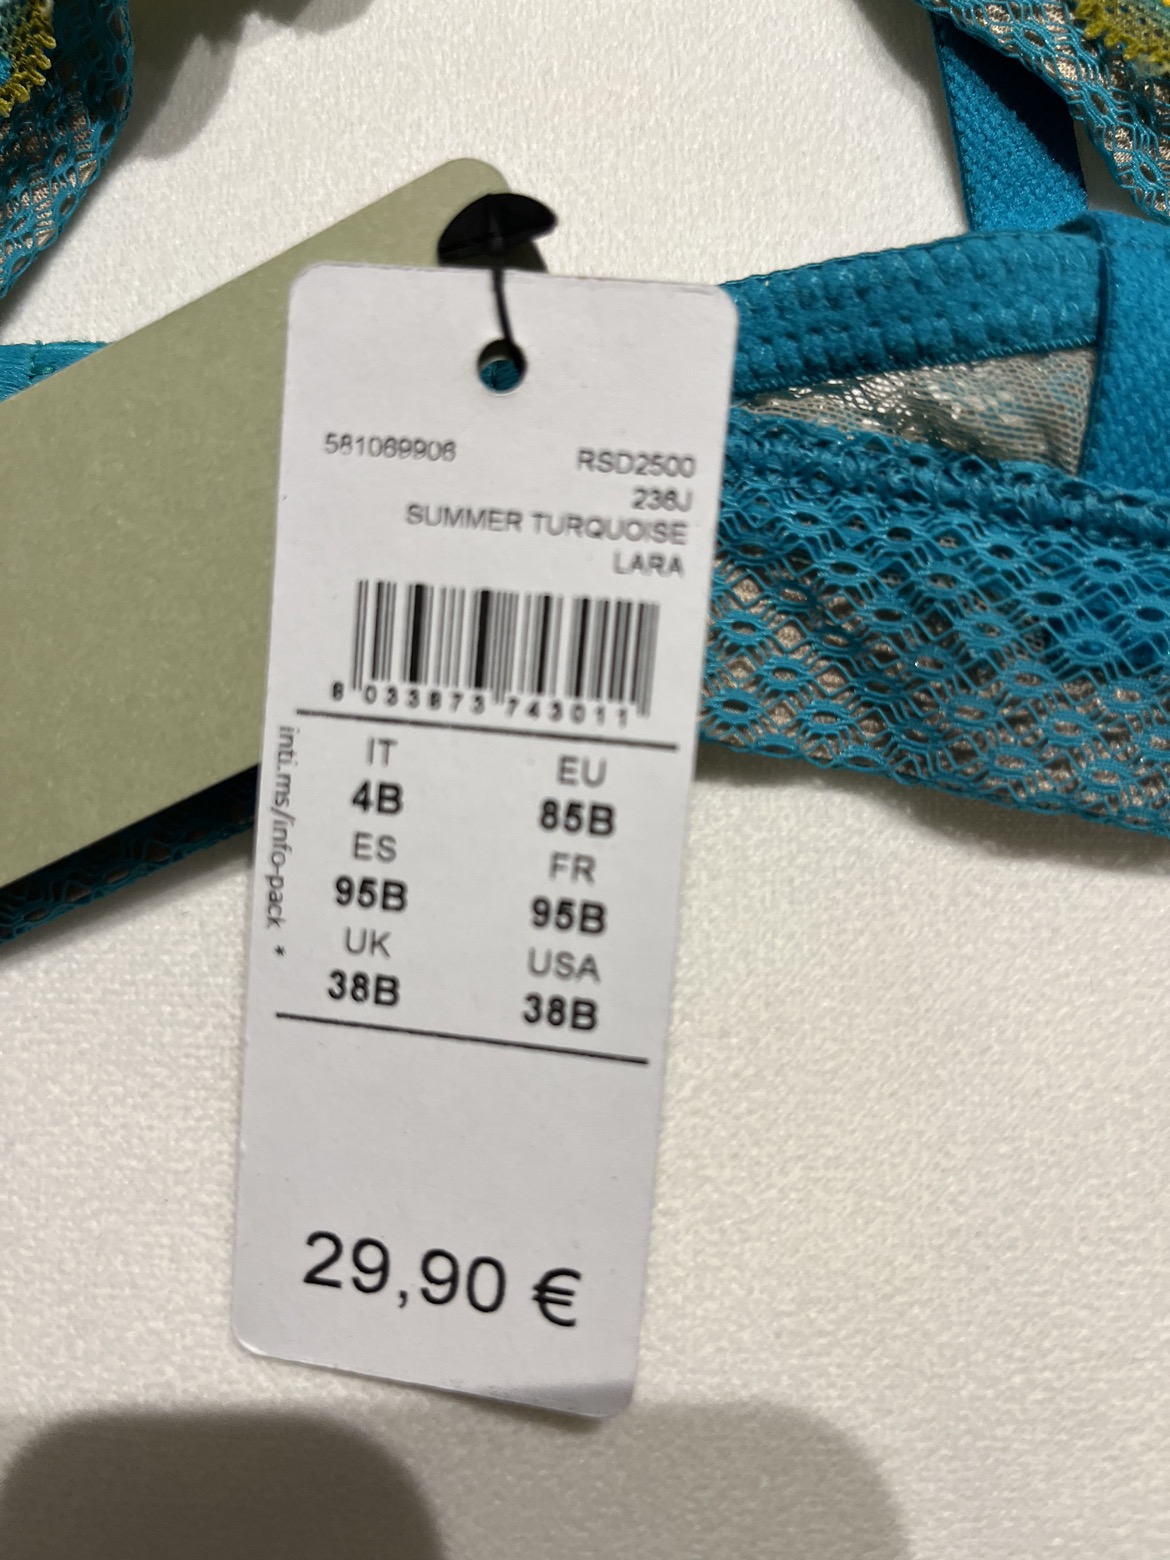 581069906
RSD2500
236J
SUMMER TURQUOISE
LARA
8 033873 743011
IT EU
4B 85B
ES FR
95B 95B
UK USA
38B 38B
inti.ms/info-pack *
29,90 €